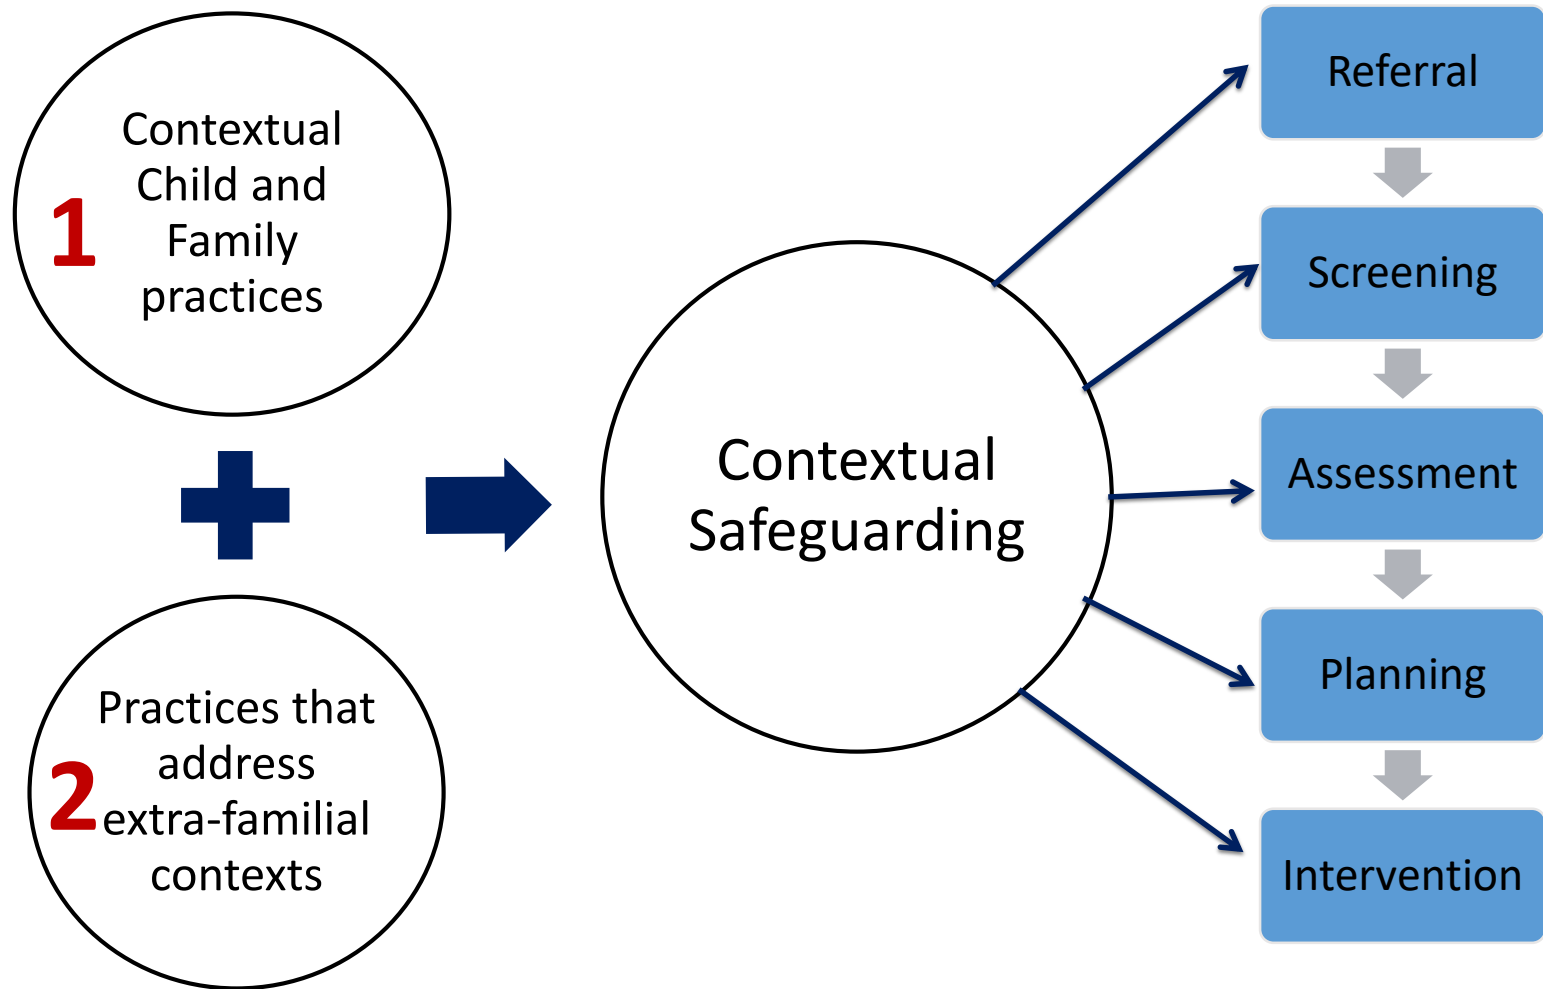 1
Contextual
Child and
Family
practices
2
Practices that
address
extra-familial
contexts
Contextual
Safeguarding
Referral
Screening
Assessment
Planning
Intervention